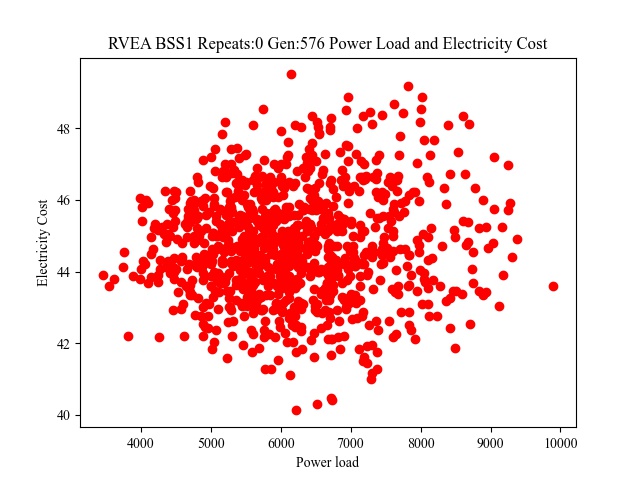 RVEA BSS1 Repeats:0 Gen:576 Power Load and Electricity Cost
48
46
44
42
40
Electricity Cost
4000 5000 6000 7000 8000 9000 10000
Power load